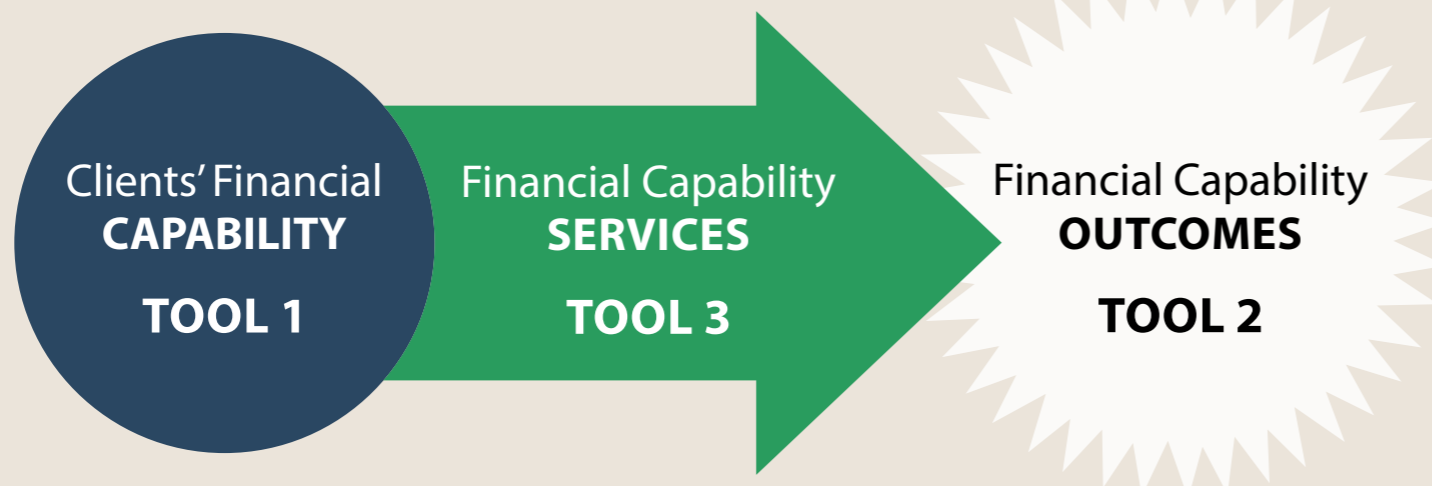 Clients’ Financial
CAPABILITY
TOOL 1
Financial Capability
SERVICES
TOOL 3
Financial Capability
OUTCOMES
TOOL 2